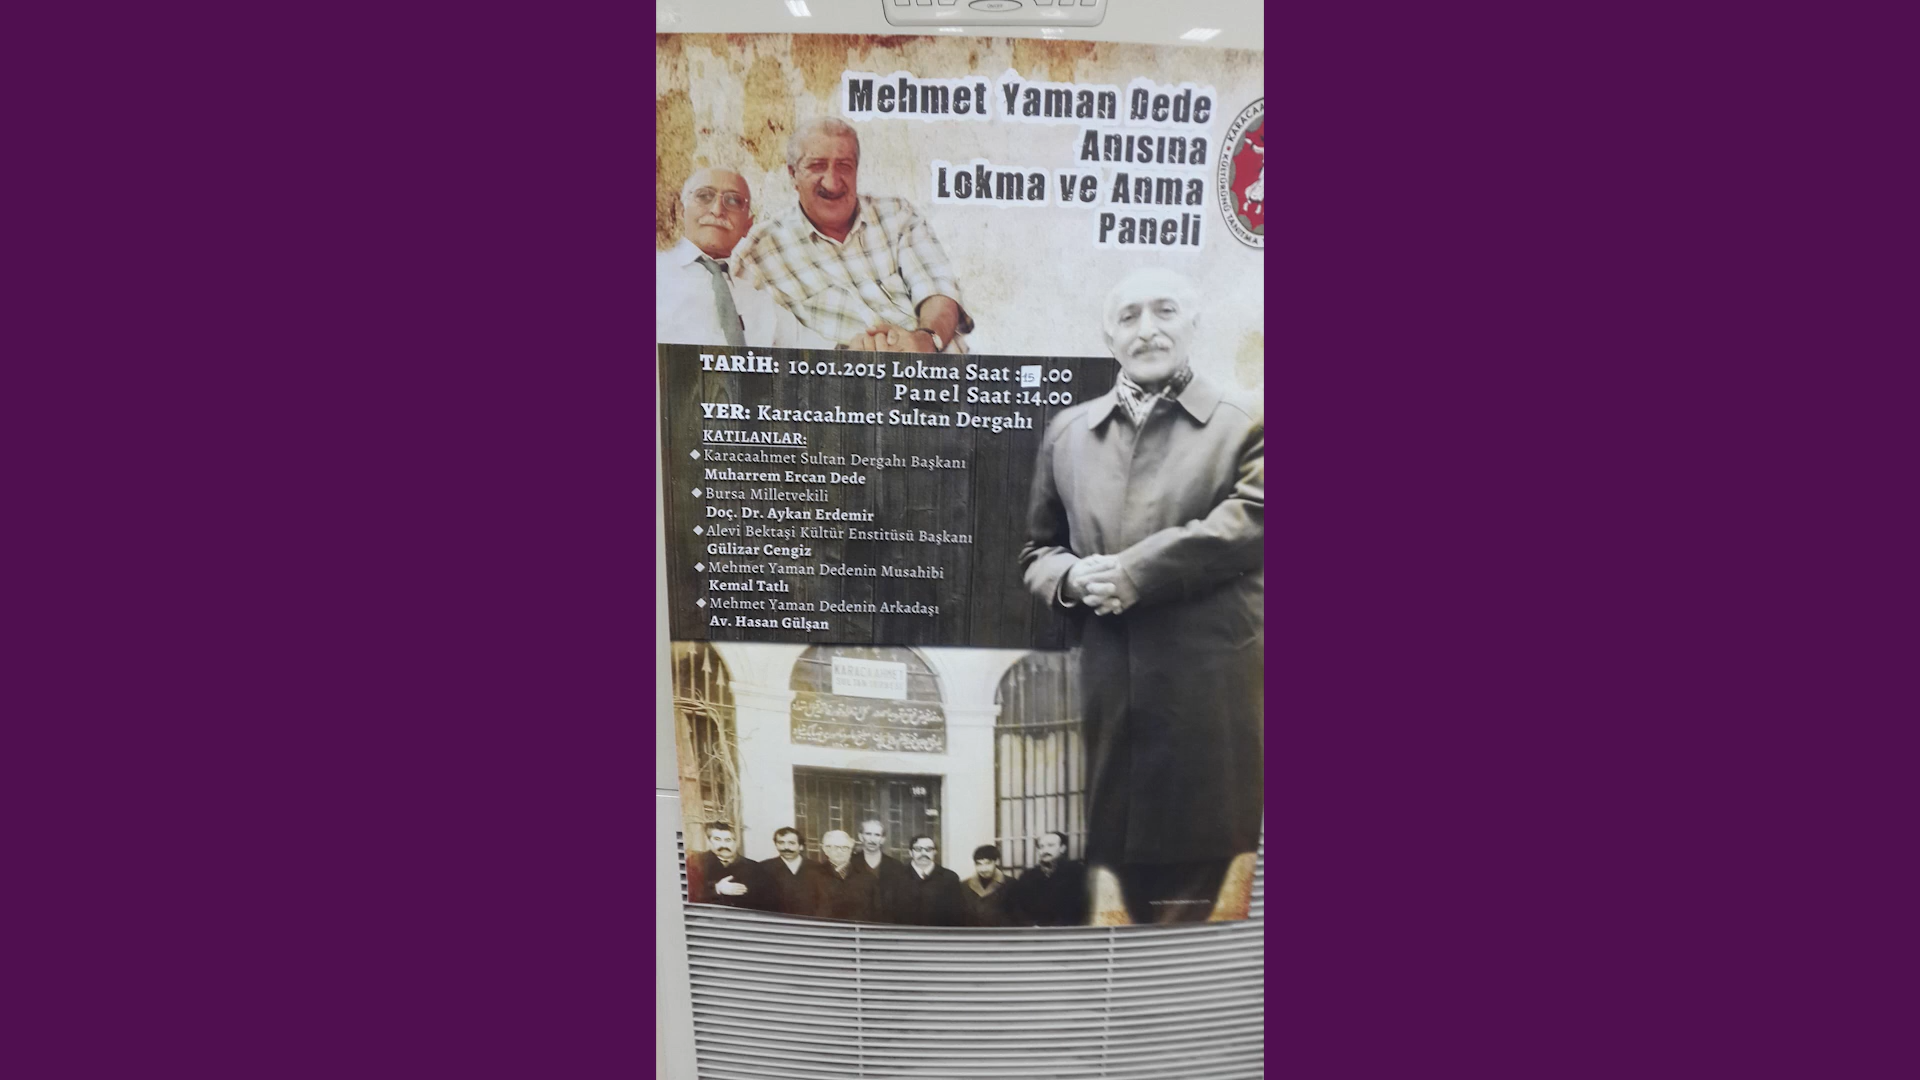 Mehmet Yaman Dede
Anısına
Lokma ve Anma
Paneli
TARİH: 10.01.2015 Lokma Saat :15.00
Panel Saat :14.00
YER: Karacaahmet Sultan Dergahı
KATILANLAR:
Karacaahmet Sultan Dergahı Başkanı
Muharrem Ercan Dede
Bursa Milletvekili
Doç. Dr. Aykan Erdemir
Alevi Bektaşi Kültür Enstitüsü Başkanı
Gülizar Cengiz
Mehmet Yaman Dedenin Musahibi
Kemal Tatlı
Mehmet Yaman Dedenin Arkadaşı
Av. Hasan Gülşan
KARACAAHMET